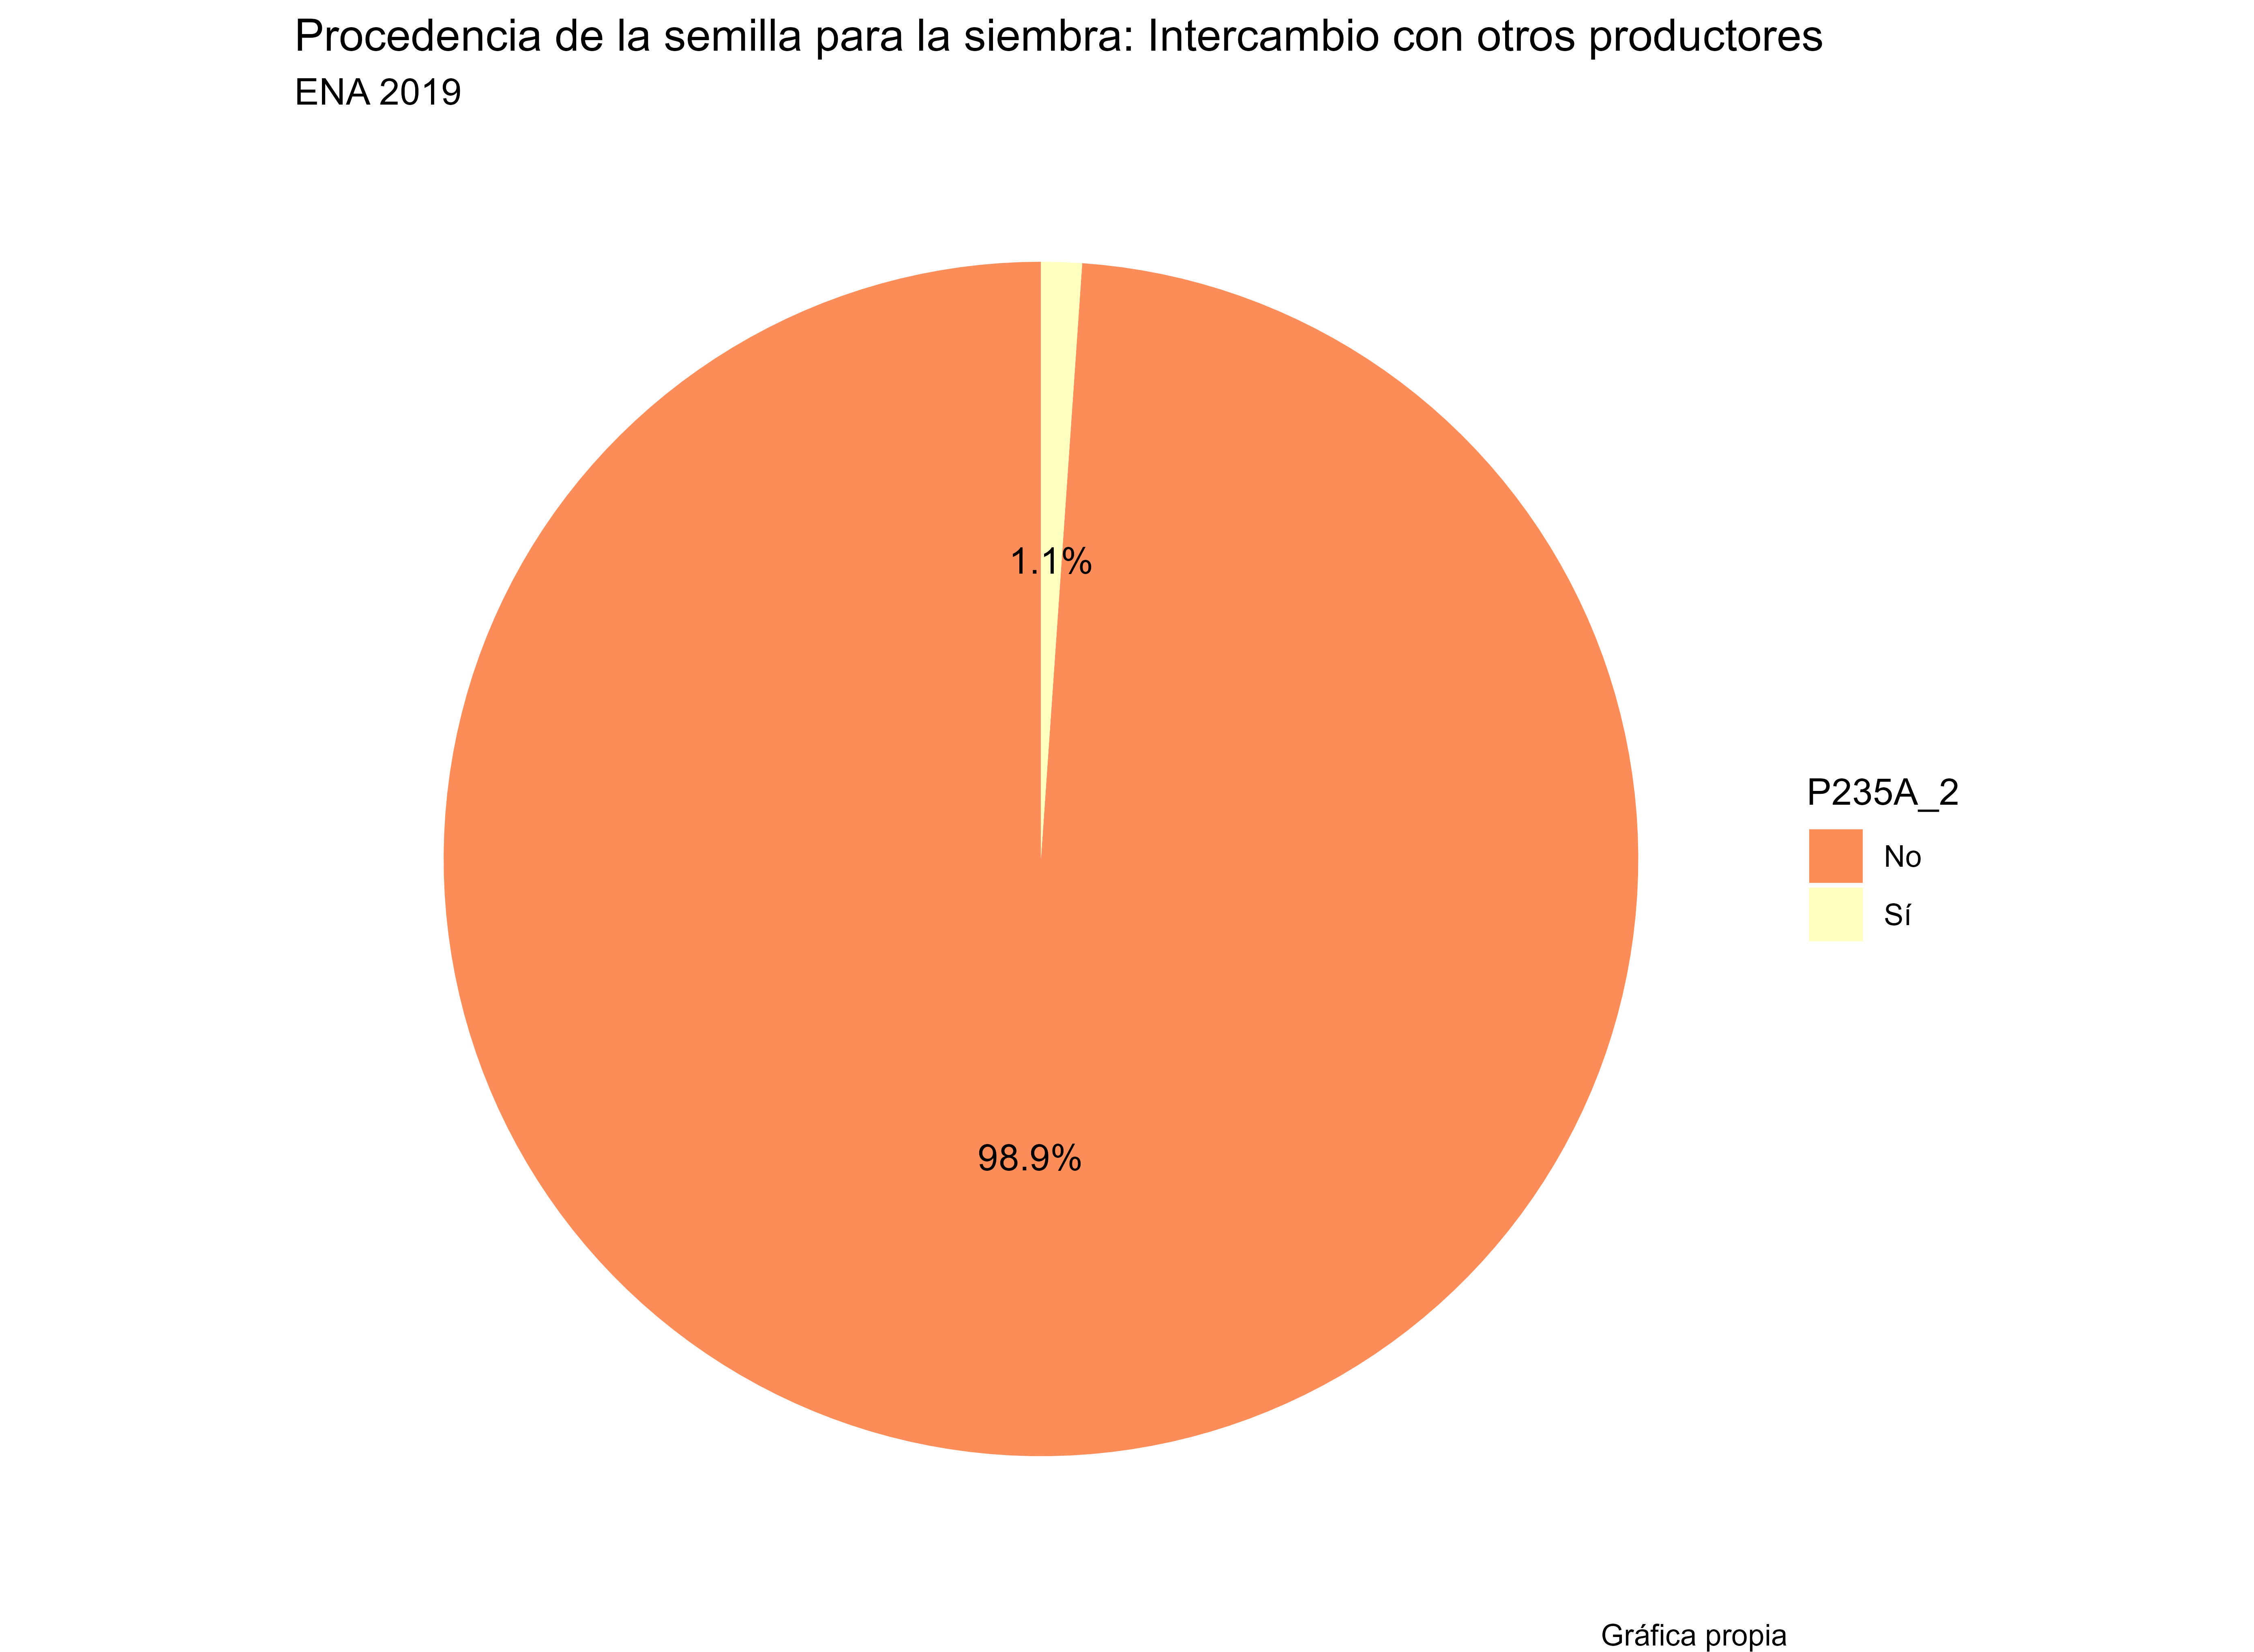 Procedencia de la semilla para la siembra: Intercambio con otros productores
ENA 2019
1.1%
98.9%
P235A_2
No
Sí
Gráfica propia